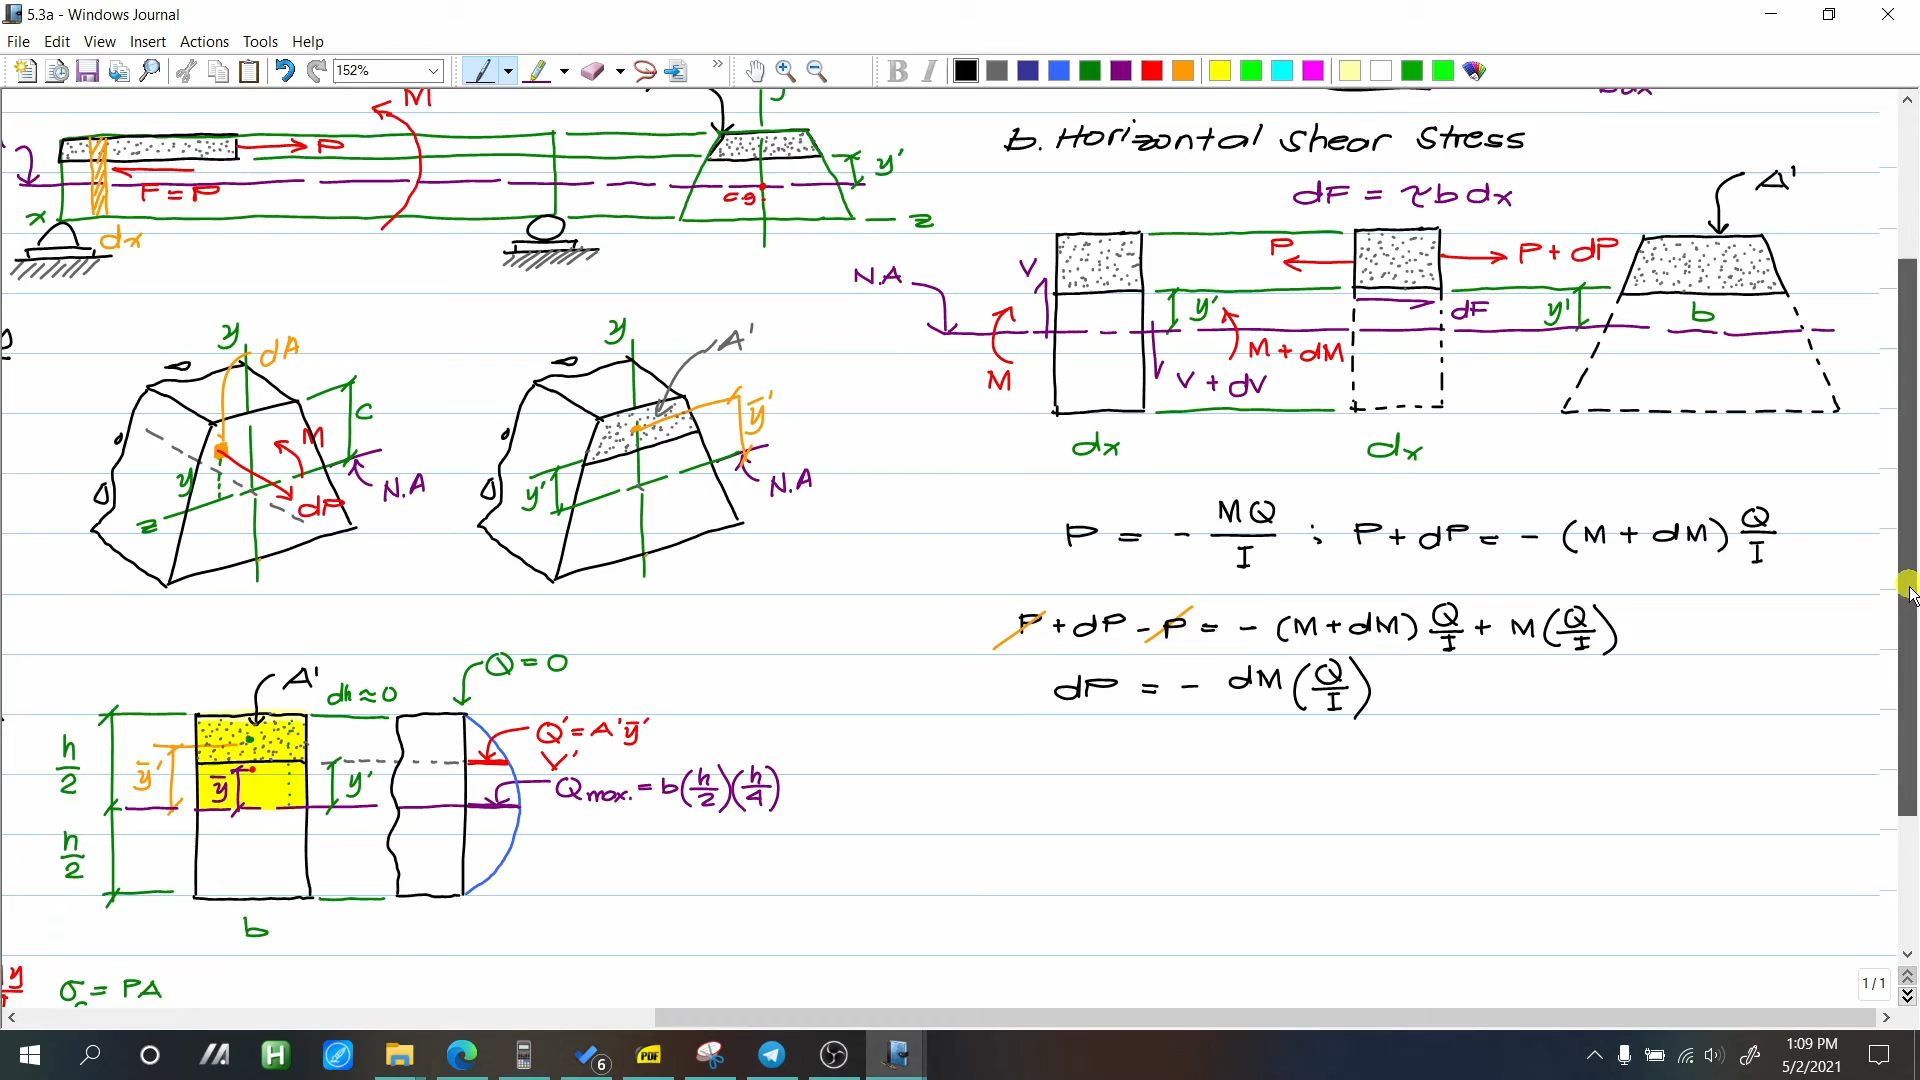 5.3a - Windows Journal
File Edit View Insert Actions Tools Help
152%
M
P
F = P
x
dx
y'
c.g.
z
b. Horizontal Shear Stress
dF = τ b dx
A'
P
P + dP
N.A
V
y'
dF
y'
b
M
M + dM
V + dV
dx
dx
y
dA
c
M
y
N.A
z
dP
y
A'
ȳ'
y'
N.A
P = - MQ/I ; P + dP = - (M + dM) Q/I
P + dP - P = - (M + dM) Q/I + M(Q/I)
dP = - dM (Q/I)
A'
dh ≈ 0
Q = 0
h/2
ȳ'
ȳ
y'
Q' = A'ȳ'
V'
Qmax. = b(h/2)(h/4)
h/2
b
= PA
1 / 1
6
PDF
1:09 PM
5/2/2021